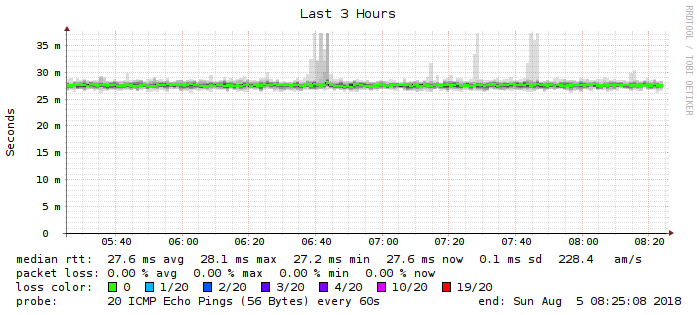 Last 3 Hours
RRDTOOL / TOBI OETIKER
Seconds
35 m
30 m
25 m
20 m
15 m
10 m
5 m
0
05:40 06:00 06:20 06:40 07:00 07:20 07:40 08:00 08:20
median rtt: 27.6 ms avg 28.1 ms max 27.2 ms min 27.6 ms now 0.1 ms sd 228.4 am/s
packet loss: 0.00 % avg 0.00 % max 0.00 % min 0.00 % now
loss color: 0 1/20 2/20 3/20 4/20 10/20 19/20
probe: 20 ICMP Echo Pings (56 Bytes) every 60s end: Sun Aug 5 08:25:08 2018